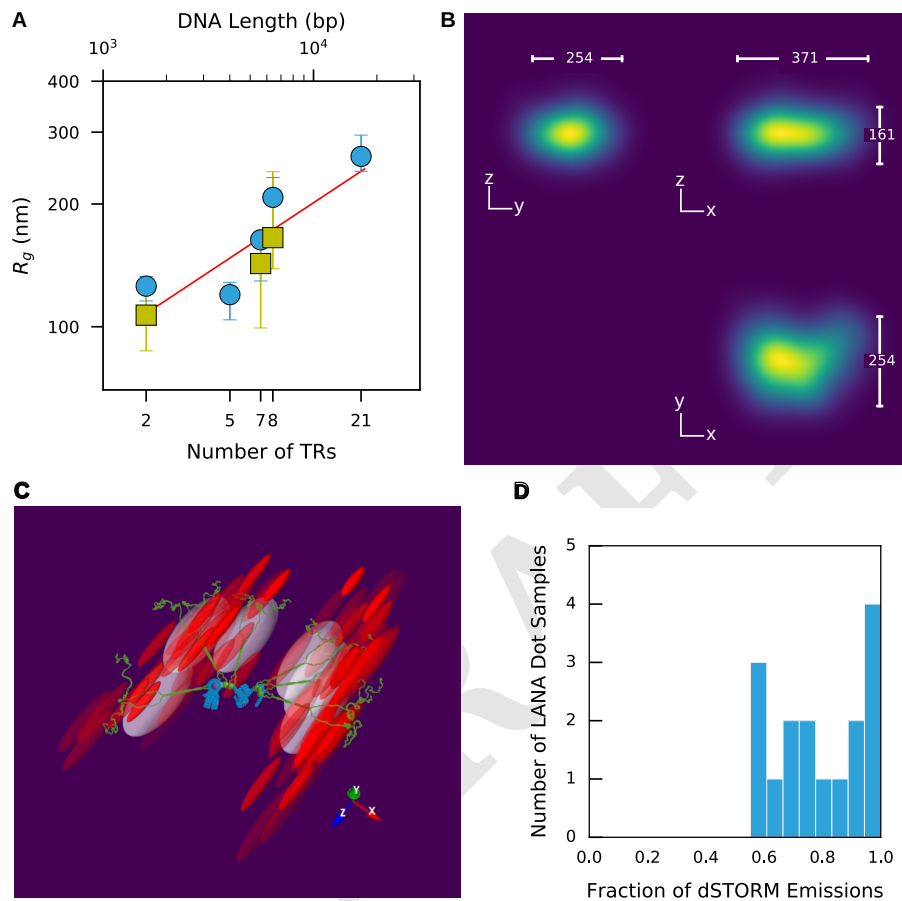 A
DNA Length (bp)
10³ 10⁴
400
300
200
100
R_g (nm)
2 5 7 8 21
Number of TRs
B
254 371
161
z
y
z
x
254
y
x
C
Y
X
Z
D
5
4
3
2
1
0
Number of LANA Dot Samples
0.0 0.2 0.4 0.6 0.8 1.0
Fraction of dSTORM Emissions